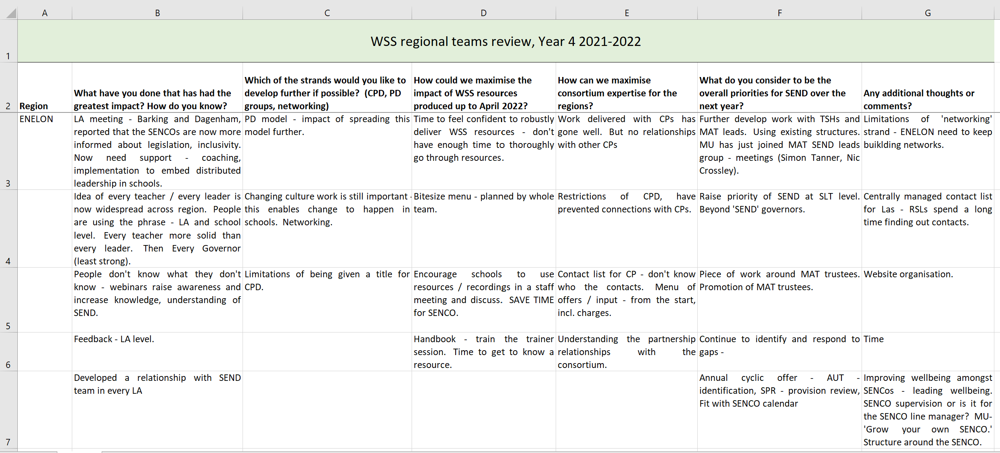 A B C D E F G
1 WSS regional teams review, Year 4 2021-2022
2
Region
What have you done that has had the
greatest impact? How do you know?
Which of the strands would you like to
develop further if possible?  (CPD, PD
groups, networking)
How could we maximise the
impact of WSS resources
produced up to April 2022?
How can we maximise
consortium expertise for the
regions?
What do you consider to be the
overall priorities for SEND over the
next year?
Any additional thoughts or
comments?
3
ENELON
LA meeting - Barking and Dagenham,
reported that the SENCOs are now more
informed about legislation, inclusivity.
Now need support - coaching,
implementation to embed distributed
leadership in schools.
PD model - impact of spreading this
model further.
Time to feel confident to robustly
deliver WSS resources - don't
have enough time to thoroughly
go through resources.
Work delivered with CPs has
gone well.  But no relationships
with other CPs
Further develop work with TSHs and
MAT leads.  Using existing structures.
MU has just joined MAT SEND leads
group - meetings (Simon Tanner, Nic
Crossley).
Limitations of 'networking'
strand - ENELON need to keep
buiklding networks.
4
Idea of every teacher / every leader is
now widespread across region.  People
are using the phrase - LA and school
level.  Every teacher more solid than
every leader.  Then Every Governor
(least strong).
Changing culture work is still important -
this enables change to happen in
schools.  Networking.
Bitesize menu - planned by whole
team.
Restrictions of CPD, have
prevented connections with CPs.
Raise priority of SEND at SLT level.
Beyond 'SEND' governors.
Centrally managed contact list
for Las - RSLs spend a long
time finding out contacts.
5
People don't know what they don't
know - webinars raise awareness and
increase knowledge, understanding of
SEND.
Limitations of being given a title for
CPD.
Encourage schools to use
resources / recordings in a staff
meeting and discuss.  SAVE TIME
for SENCO.
Contact list for CP - don't know
who the contacts.  Menu of
offers / input - from the start,
incl. charges.
Piece of work around MAT trustees.
Promotion of MAT trustees.
Website organisation.
6
Feedback - LA level.
Handbook - train the trainer
session.  Time to get to know a
resource.
Understanding the partnership
relationships with the
consortium.
Continue to identify and respond to
gaps -
Time
7
Developed a relationship with SEND
team in every LA
Annual cyclic offer - AUT -
identification, SPR - provision review,
Fit with SENCO calendar
Improving wellbeing amongst
SENCos - leading wellbeing.
SENCO supervision or is it for
the SENCO line manager?  MU-
'Grow your own SENCO.'
Structure around the SENCO.